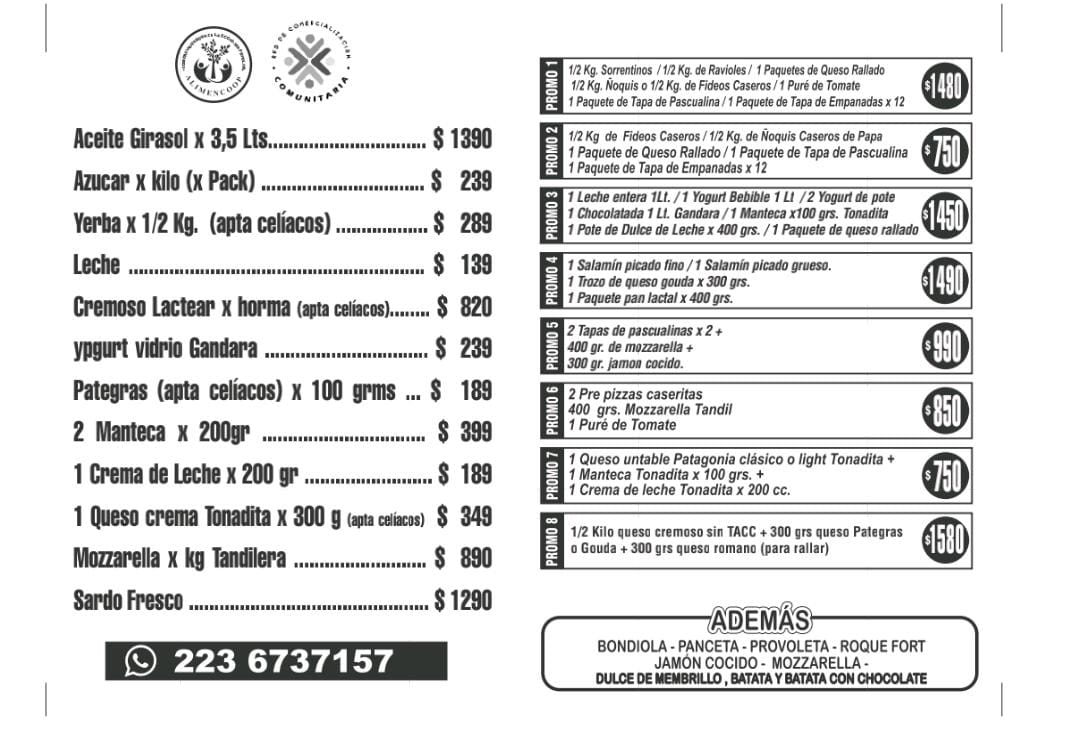 ALIMENCOOP
RED DE COMERCIALIZACIÓN
COMUNITARIA
Aceite Girasol x 3,5 Lts................................ $ 1390
Azucar x kilo (x Pack) ................................. $ 239
Yerba x 1/2 Kg. (apta celíacos) ................... $ 289
Leche ............................................................ $ 139
Cremoso Lactear x horma (apta celíacos)........ $ 820
ypgurt vidrio Gandara ................................. $ 239
Pategras (apta celíacos) x 100 grms ... $ 189
2 Manteca x 200gr ................................. $ 399
1 Crema de Leche x 200 gr .......................... $ 189
1 Queso crema Tonadita x 300 g (apta celíacos) $ 349
Mozzarella x kg Tandilera ........................... $ 890
Sardo Fresco ................................................ $ 1290
223 6737157
PROMO 1
1/2 Kg. Sorrentinos / 1/2 Kg. de Ravioles / 1 Paquetes de Queso Rallado
1/2 Kg. Ñoquis o 1/2 Kg. de Fideos Caseros / 1 Puré de Tomate
1 Paquete de Tapa de Pascualina / 1 Paquete de Tapa de Empanadas x 12
$1480
PROMO 2
1/2 Kg de Fideos Caseros / 1/2 Kg. de Ñoquis Caseros de Papa
1 Paquete de Queso Rallado / 1 Paquete de Tapa de Pascualina
1 Paquete de Tapa de Empanadas x 12
$750
PROMO 3
1 Leche entera 1Lt. / 1 Yogurt Bebible 1 Lt / 2 Yogurt de pote
1 Chocolatada 1 Lt. Gandara / 1 Manteca x100 grs. Tonadita
1 Pote de Dulce de Leche x 400 grs. / 1 Paquete de queso rallado
$1450
PROMO 4
1 Salamín picado fino / 1 Salamín picado grueso.
1 Trozo de queso gouda x 300 grs.
1 Paquete pan lactal x 400 grs.
$1490
PROMO 5
2 Tapas de pascualinas x 2 +
400 gr. de mozzarella +
300 gr. jamon cocido.
$990
PROMO 6
2 Pre pizzas caseritas
400 grs. Mozzarella Tandil
1 Puré de Tomate
$850
PROMO 7
1 Queso untable Patagonia clásico o light Tonadita +
1 Manteca Tonadita x 100 grs. +
1 Crema de leche Tonadita x 200 cc.
$750
PROMO 8
1/2 Kilo queso cremoso sin TACC + 300 grs queso Pategras
o Gouda + 300 grs queso romano (para rallar)
$1580
ADEMÁS
BONDIOLA - PANCETA - PROVOLETA - ROQUE FORT
JAMÓN COCIDO - MOZZARELLA -
DULCE DE MEMBRILLO , BATATA Y BATATA CON CHOCOLATE